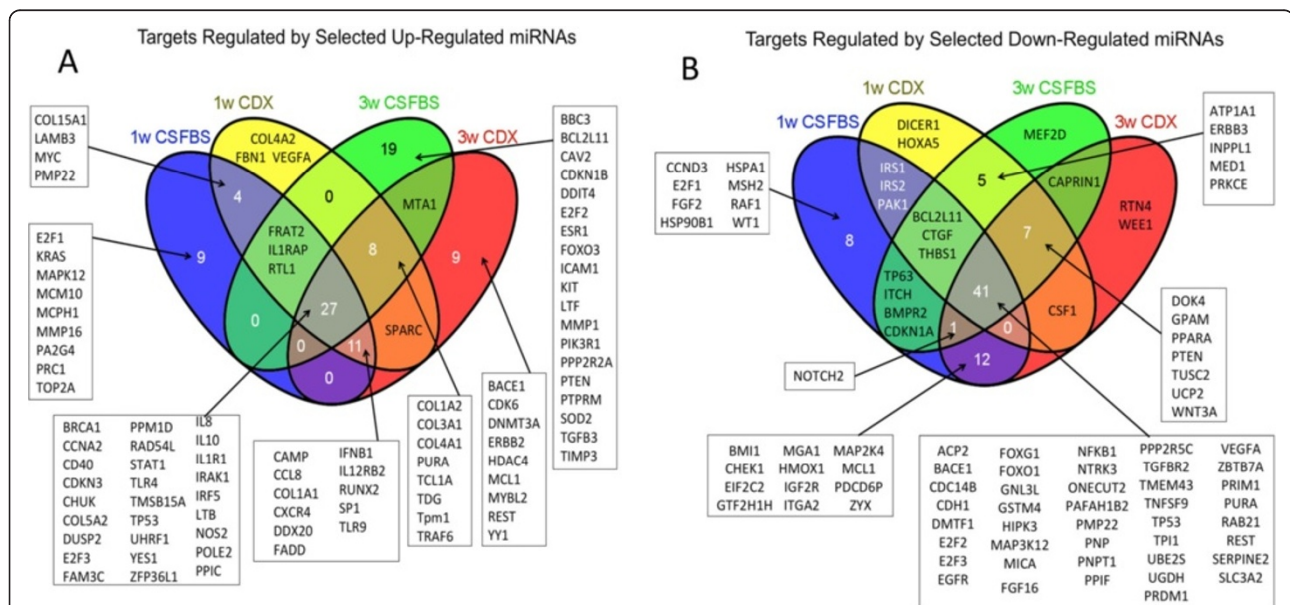 Targets Regulated by Selected Up-Regulated miRNAs
A
1w CSFBS
1w CDX
3w CSFBS
3w CDX
COL15A1
LAMB3
MYC
PMP22
E2F1
KRAS
MAPK12
MCM10
MCPH1
MMP16
PA2G4
PRC1
TOP2A
COL4A2
FBN1 VEGFA
19
4
0
MTA1
FRAT2
IL1RAP
RTL1
9
8
9
27
0
SPARC
0
11
0
BBC3
BCL2L11
CAV2
CDKN1B
DDIT4
E2F2
ESR1
FOXO3
ICAM1
KIT
LTF
MMP1
PIK3R1
PPP2R2A
PTEN
PTPRM
SOD2
TGFB3
TIMP3
BRCA1
CCNA2
CD40
CDKN3
CHUK
COL5A2
DUSP2
E2F3
FAM3C
PPM1D
RAD54L
STAT1
TLR4
TMSB15A
TP53
UHRF1
YES1
ZFP36L1
IL8
IL10
IL1R1
IRAK1
IRF5
LTB
NOS2
POLE2
PPIC
CAMP
CCL8
COL1A1
CXCR4
DDX20
FADD
IFNB1
IL12RB2
RUNX2
SP1
TLR9
COL1A2
COL3A1
COL4A1
PURA
TCL1A
TDG
Tpm1
TRAF6
BACE1
CDK6
DNMT3A
ERBB2
HDAC4
MCL1
MYBL2
REST
YY1
Targets Regulated by Selected Down-Regulated miRNAs
B
1w CSFBS
1w CDX
3w CSFBS
3w CDX
CCND3
E2F1
FGF2
HSP90B1
HSPA1
MSH2
RAF1
WT1
DICER1
HOXA5
MEF2D
IRS1
IRS2
PAK1
5
CAPRIN1
BCL2L11
CTGF
THBS1
RTN4
WEE1
8
7
TP63
ITCH
BMPR2
CDKN1A
41
CSF1
1
0
12
ATP1A1
ERBB3
INPPL1
MED1
PRKCE
DOK4
GPAM
PPARA
PTEN
TUSC2
UCP2
WNT3A
NOTCH2
BMI1
CHEK1
EIF2C2
GTF2H1H
MGA1
HMOX1
IGF2R
ITGA2
MAP2K4
MCL1
PDCD6P
ZYX
ACP2
BACE1
CDC14B
CDH1
DMTF1
E2F2
E2F3
EGFR
FOXG1
FOXO1
GNL3L
GSTM4
HIPK3
MAP3K12
MICA
FGF16
NFKB1
NTRK3
ONECUT2
PAFAH1B2
PMP22
PNP
PNPT1
PPIF
PPP2R5C
TGFBR2
TMEM43
TNFSF9
TP53
TPI1
UBE2S
UGDH
PRDM1
VEGFA
ZBTB7A
PRIM1
PURA
RAB21
REST
SERPINE2
SLC3A2